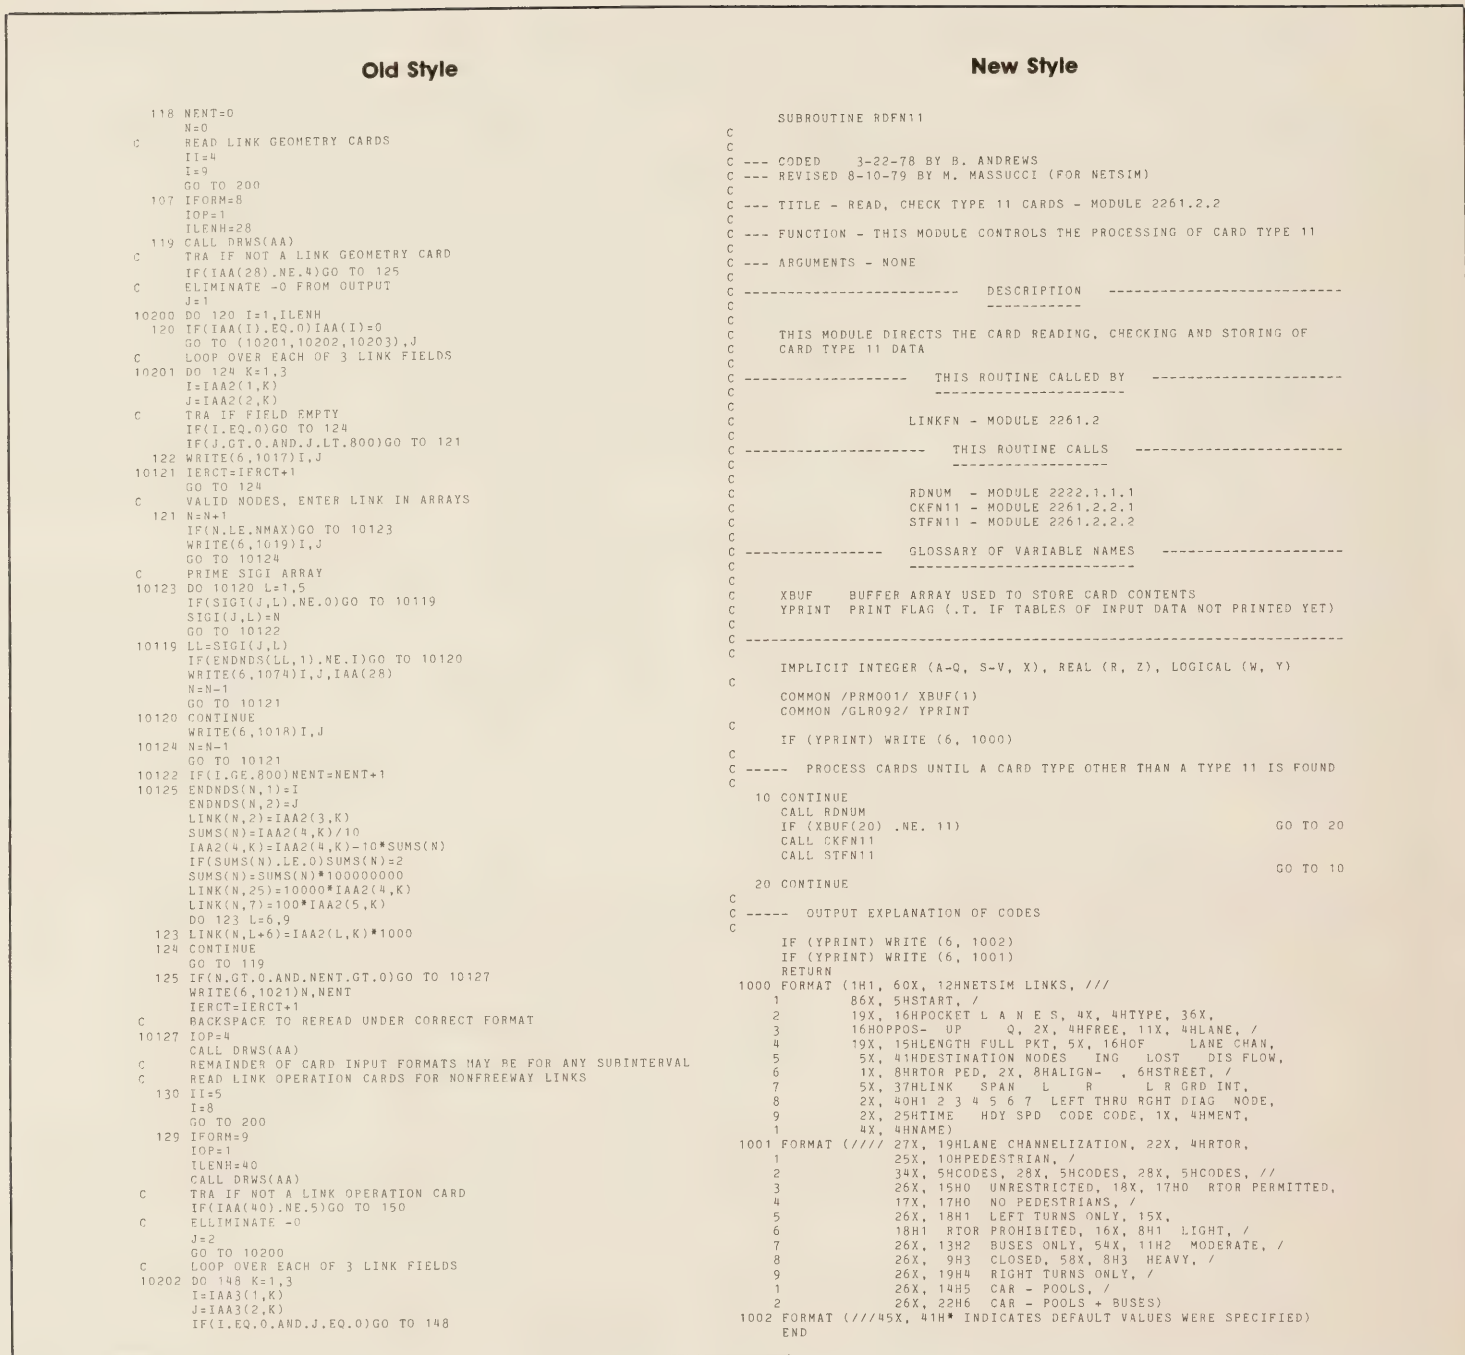 Old Style
  118 NENT=0
      N=0
C     READ LINK GEOMETRY CARDS
      II=4
      I=9
      GO TO 200
  107 IFORM=8
      IOP=1
      ILENH=28
  119 CALL DRWS(AA)
C     TRA IF NOT A LINK GEOMETRY CARD
      IF(IAA(28).NE.4)GO TO 125
C     ELIMINATE -0 FROM OUTPUT
      J=1
10200 DO 120 I=1,ILENH
  120 IF(IAA(I).EQ.0)IAA(I)=0
      GO TO (10201,10202,10203),J
C     LOOP OVER EACH OF 3 LINK FIELDS
10201 DO 124 K=1,3
      I=IAA2(1,K)
      J=IAA2(2,K)
C     TRA IF FIELD EMPTY
      IF(I.EQ.0)GO TO 124
      IF(J.GT.0.AND.J.LT.800)GO TO 121
  122 WRITE(6,1017)I,J
10121 IERCT=IERCT+1
      GO TO 124
C     VALID NODES, ENTER LINK IN ARRAYS
  121 N=N+1
      IF(N.LE.NMAX)GO TO 10123
      WRITE(6,1019)I,J
      GO TO 10124
C     PRIME SIGI ARRAY
10123 DO 10120 L=1,5
      IF(SIGI(J,L).NE.0)GO TO 10119
      SIGI(J,L)=N
      GO TO 10122
10119 LL=SIGI(J,L)
      IF(ENDNDS(LL,1).NE.I)GO TO 10120
      WRITE(6,1074)I,J,IAA(28)
      N=N-1
      GO TO 10121
10120 CONTINUE
      WRITE(6,1018)I,J
10124 N=N-1
      GO TO 10121
10122 IF(I.GE.800)NENT=NENT+1
10125 ENDNDS(N,1)=I
      ENDNDS(N,2)=J
      LINK(N,2)=IAA2(3,K)
      SUMS(N)=IAA2(4,K)/10
      IAA2(4,K)=IAA2(4,K)-10*SUMS(N)
      IF(SUMS(N).LE.0)SUMS(N)=2
      SUMS(N)=SUMS(N)*100000000
      LINK(N,25)=10000*IAA2(4,K)
      LINK(N,7)=100*IAA2(5,K)
      DO 123 L=6,9
  123 LINK(N,L+6)=IAA2(L,K)*1000
  124 CONTINUE
      GO TO 119
  125 IF(N.GT.0.AND.NENT.GT.0)GO TO 10127
      WRITE(6,1021)N,NENT
      IERCT=IERCT+1
C     BACKSPACE TO REREAD UNDER CORRECT FORMAT
10127 IOP=4
      CALL DRWS(AA)
C     REMAINDER OF CARD INPUT FORMATS MAY BE FOR ANY SUBINTERVAL
C     READ LINK OPERATION CARDS FOR NONFREEWAY LINKS
  130 II=5
      I=8
      GO TO 200
  129 IFORM=9
      IOP=1
      ILENH=40
      CALL DRWS(AA)
C     TRA IF NOT A LINK OPERATION CARD
      IF(IAA(40).NE.5)GO TO 150
C     ELLIMINATE -0
      J=2
      GO TO 10200
C     LOOP OVER EACH OF 3 LINK FIELDS
10202 DO 148 K=1,3
      I=IAA3(1,K)
      J=IAA3(2,K)
      IF(I.EQ.0.AND.J.EQ.0)GO TO 148
New Style
      SUBROUTINE RDFN11
C
C
C --- CODED    3-22-78 BY B. ANDREWS
C --- REVISED 8-10-79 BY M. MASSUCCI (FOR NETSIM)
C
C --- TITLE - READ, CHECK TYPE 11 CARDS - MODULE 2261.2.2
C
C --- FUNCTION - THIS MODULE CONTROLS THE PROCESSING OF CARD TYPE 11
C
C --- ARGUMENTS - NONE
C
C ------------------------- DESCRIPTION ---------------------------
C                           -----------
C
C
C     THIS MODULE DIRECTS THE CARD READING, CHECKING AND STORING OF
C     CARD TYPE 11 DATA
C
C ------------------- THIS ROUTINE CALLED BY ----------------------
C                     ----------------------
C
C                    LINKFN - MODULE 2261.2
C
C --------------------- THIS ROUTINE CALLS ------------------------
C                       ------------------
C
C                    RDNUM  - MODULE 2222.1.1.1
C                    CKFN11 - MODULE 2261.2.2.1
C                    STFN11 - MODULE 2261.2.2.2
C
C ---------------- GLOSSARY OF VARIABLE NAMES ---------------------
C                  --------------------------
C
C     XBUF    BUFFER ARRAY USED TO STORE CARD CONTENTS
C     YPRINT  PRINT FLAG (.T. IF TABLES OF INPUT DATA NOT PRINTED YET)
C
C ---------------------------------------------------------------------
C
      IMPLICIT INTEGER (A-Q, S-V, X), REAL (R, Z), LOGICAL (W, Y)
C
      COMMON /PRM001/ XBUF(1)
      COMMON /GLR092/ YPRINT
C
      IF (YPRINT) WRITE (6, 1000)
C
C ----- PROCESS CARDS UNTIL A CARD TYPE OTHER THAN A TYPE 11 IS FOUND
C
   10 CONTINUE
      CALL RDNUM
      IF (XBUF(20) .NE. 11)                                     GO TO 20
      CALL CKFN11
      CALL STFN11
                                                                GO TO 10
   20 CONTINUE
C
C ----- OUTPUT EXPLANATION OF CODES
C
      IF (YPRINT) WRITE (6, 1002)
      IF (YPRINT) WRITE (6, 1001)
      RETURN
 1000 FORMAT (1H1, 60X, 12HNETSIM LINKS, ///
     1        86X, 5HSTART, /
     2        19X, 16HPOCKET L A N E S, 4X, 4HTYPE, 36X,
     3        16HOPPOS-  UP      Q, 2X, 4HFREE, 11X, 4HLANE, /
     4        19X, 15HLENGTH FULL PKT, 5X, 16HOF      LANE CHAN,
     5        5X, 41HDESTINATION NODES   ING   LOST   DIS FLOW,
     6        1X, 8HRTOR PED, 2X, 8HALIGN-  , 6HSTREET, /
     7        5X, 37HLINK   SPAN   L    R       L R GRD INT,
     8        2X, 40H1 2 3 4 5 6 7  LEFT THRU RGHT DIAG  NODE,
     9        2X, 25HTIME   HDY SPD  CODE CODE, 1X, 4HMENT,
     1        4X, 4HNAME)
 1001 FORMAT (//// 27X, 19HLANE CHANNELIZATION, 22X, 4HRTOR,
     1             25X, 10HPEDESTRIAN, /
     2             34X, 5HCODES, 28X, 5HCODES, 28X, 5HCODES, //
     3             26X, 15H0  UNRESTRICTED, 18X, 17H0  RTOR PERMITTED,
     4             17X, 17H0  NO PEDESTRIANS, /
     5             26X, 18H1  LEFT TURNS ONLY, 15X,
     6             18H1  RTOR PROHIBITED, 16X, 8H1  LIGHT, /
     7             26X, 13H2  BUSES ONLY, 54X, 11H2  MODERATE, /
     8             26X,  9H3  CLOSED, 58X, 8H3  HEAVY, /
     9             26X, 19H4  RIGHT TURNS ONLY, /
     1             26X, 14H5  CAR - POOLS, /
     2             26X, 22H6  CAR - POOLS + BUSES)
 1002 FORMAT (///45X, 41H* INDICATES DEFAULT VALUES WERE SPECIFIED)
      END